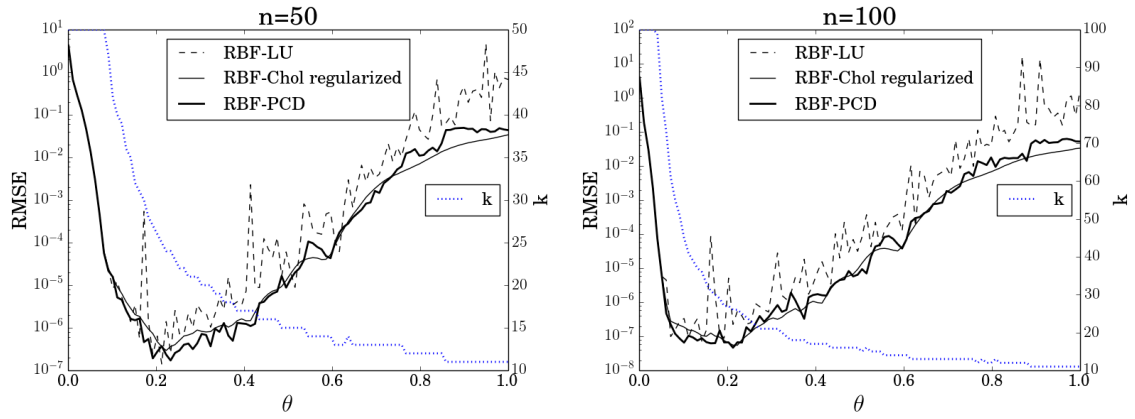 n=50
10^1
10^0
10^-1
10^-2
10^-3
10^-4
10^-5
10^-6
10^-7
RMSE
RBF-LU
RBF-Chol regularized
RBF-PCD
k
50
45
40
35
30
25
20
15
10
k
0.0 0.2 0.4 0.6 0.8 1.0
θ
n=100
10^2
10^1
10^0
10^-1
10^-2
10^-3
10^-4
10^-5
10^-6
10^-7
10^-8
RMSE
RBF-LU
RBF-Chol regularized
RBF-PCD
k
100
90
80
70
60
50
40
30
20
10
k
0.0 0.2 0.4 0.6 0.8 1.0
θ